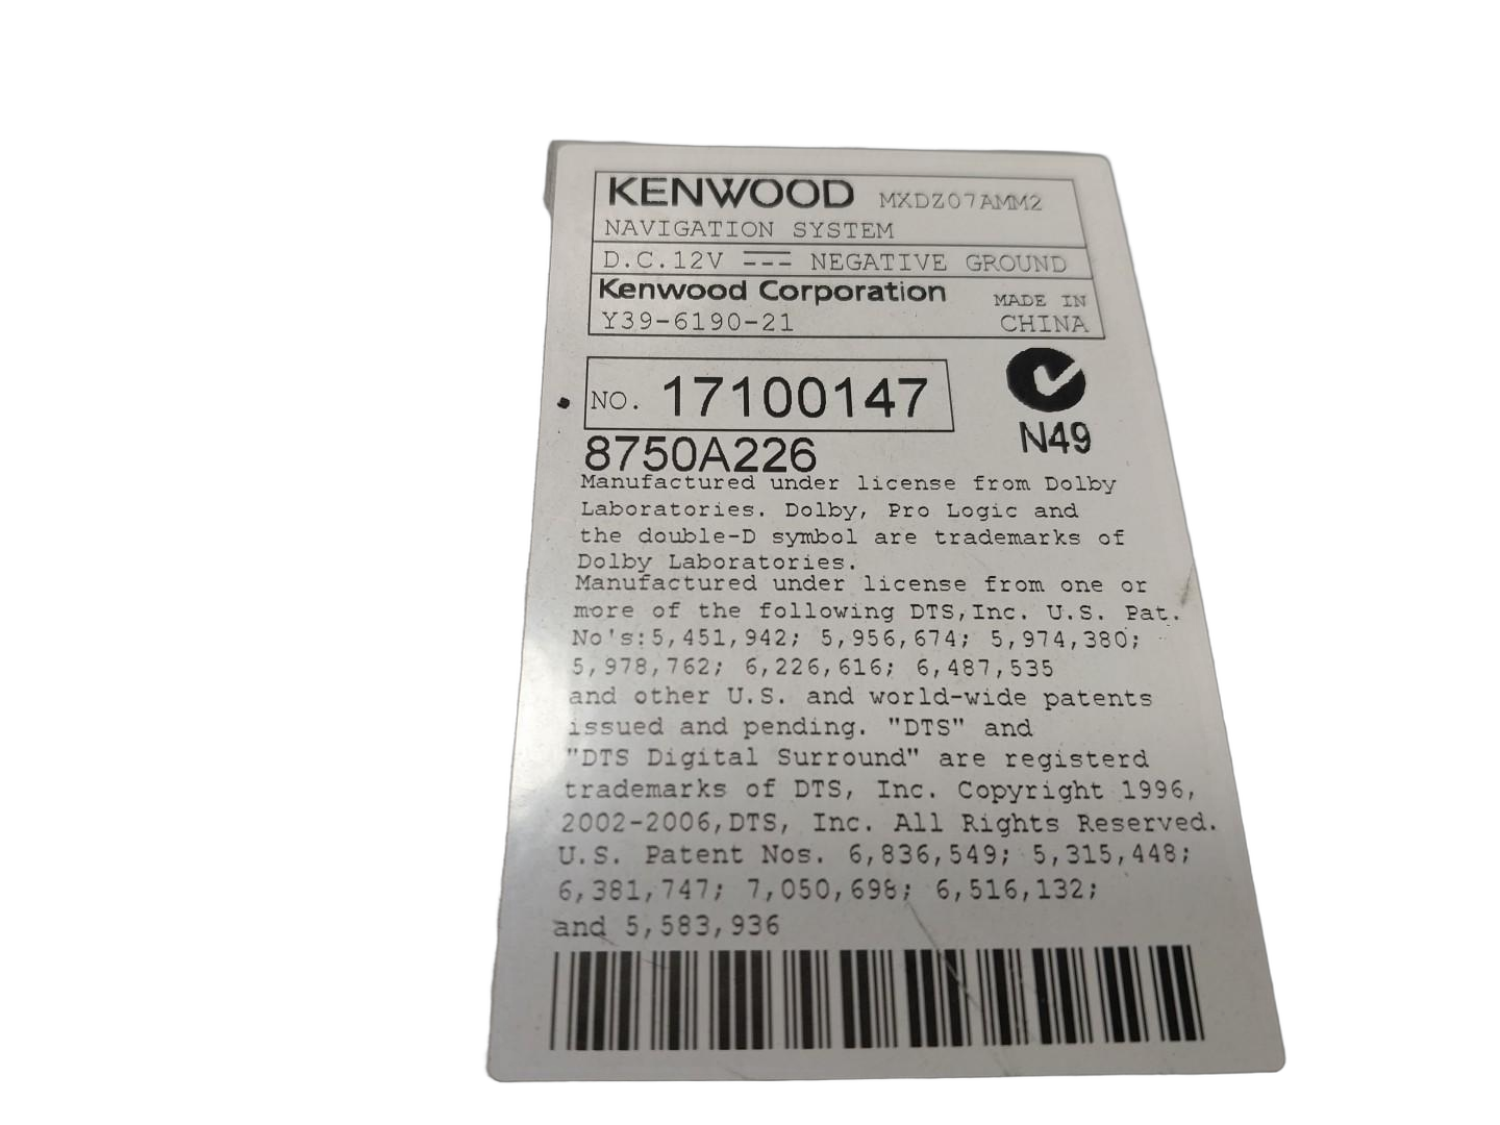 KENWOOD MXDZ07AMM2
NAVIGATION SYSTEM
D.C.12V NEGATIVE GROUND
Kenwood Corporation MADE IN
Y39-6190-21 CHINA
NO. 17100147
N49
8750A226
Manufactured under license from Dolby
Laboratories. Dolby, Pro Logic and
the double-D symbol are trademarks of
Dolby Laboratories.
Manufactured under license from one or
more of the following DTS,Inc. U.S. Pat.
No's:5,451,942; 5,956,674; 5,974,380;
5,978,762; 6,226,616; 6,487,535
and other U.S. and world-wide patents
issued and pending. "DTS" and
"DTS Digital Surround" are registerd
trademarks of DTS, Inc. Copyright 1996,
2002-2006,DTS, Inc. All Rights Reserved.
U.S. Patent Nos. 6,836,549; 5,315,448;
6,381,747; 7,050,698; 6,516,132;
and 5,583,936